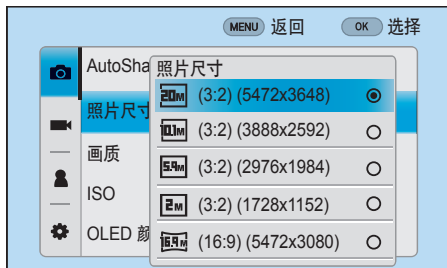 MENU 返回 OK 选择
AutoSha
照片尺寸
照片尺寸
画质
ISO
OLED 颜
20M (3:2) (5472x3648)
10.1M (3:2) (3888x2592)
5.9M (3:2) (2976x1984)
2M (3:2) (1728x1152)
16.9M (16:9) (5472x3080)